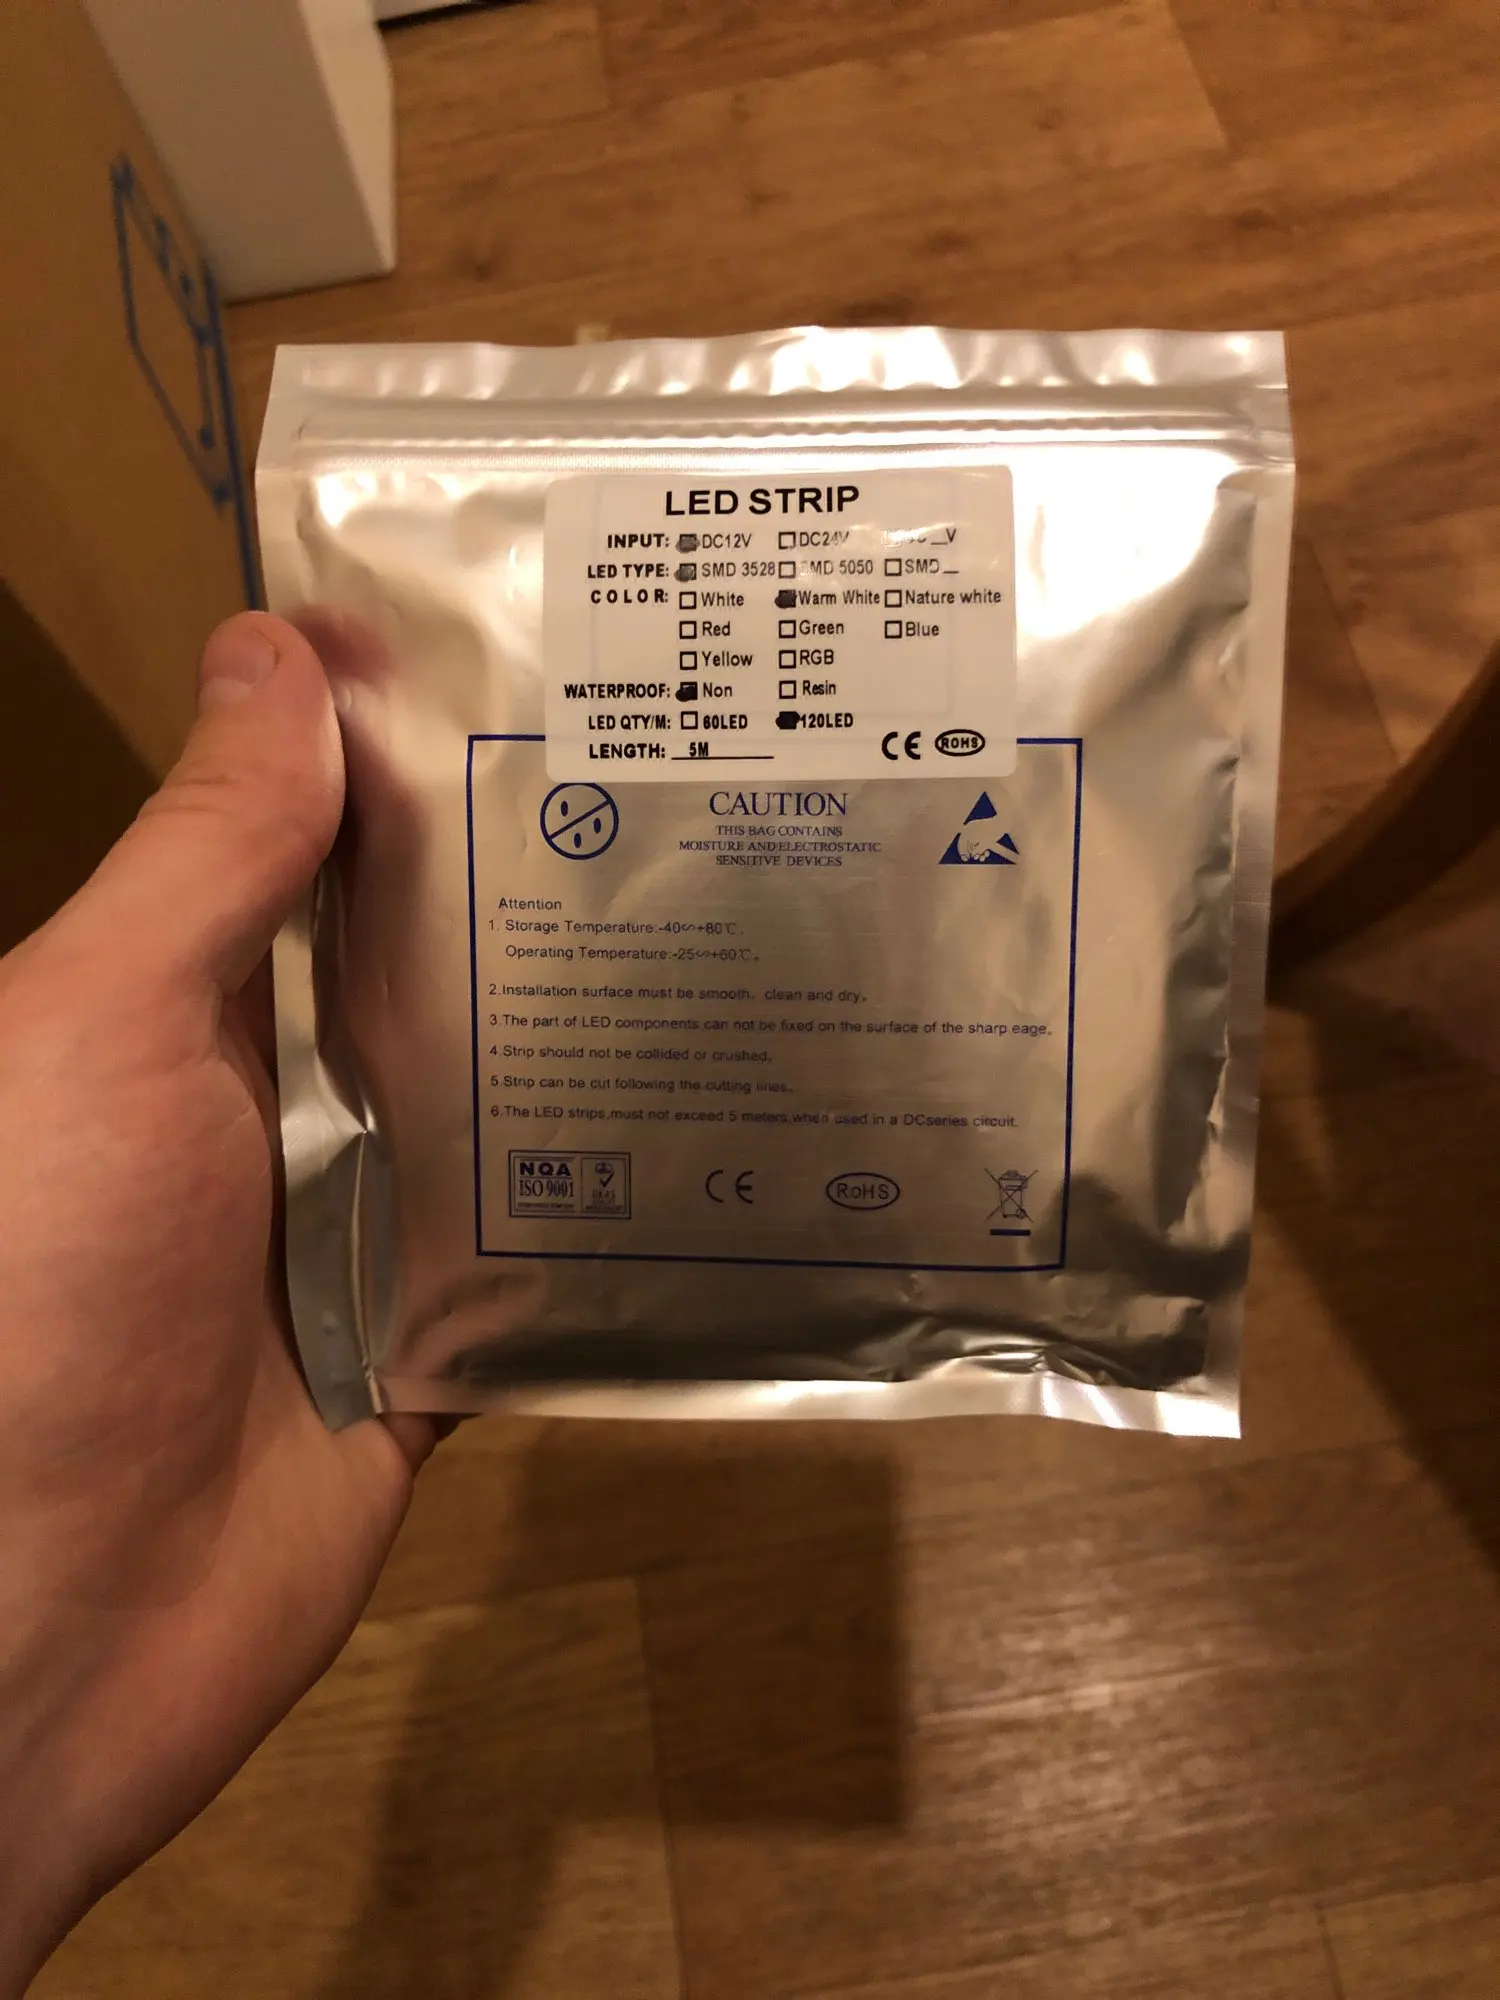 LED STRIP
INPUT: DC12V DC24V _V
LED TYPE: SMD 3528 SMD 5050 SMD_
COLOR: White Warm White Nature white
Red Green Blue
Yellow RGB
WATERPROOF: Non Resin
LED QTY/M: 60LED 120LED
LENGTH: 5M
CE ROHS
CAUTION
THIS BAG CONTAINS
MOISTURE AND ELECTROSTATIC
SENSITIVE DEVICES
Attention
1. Storage Temperature:-40∽+80℃。
Operating Temperature:-25∽+60℃。
2.Installation surface must be smooth, clean and dry。
3.The part of LED components can not be fixed on the surface of the sharp eage。
4.Strip should not be collided or crushed。
5.Strip can be cut following the cutting lines。
6.The LED strips,must not exceed 5 meters,when used in a DCseries circuit.
NQA
ISO 9001
UKAS
CE
RoHS